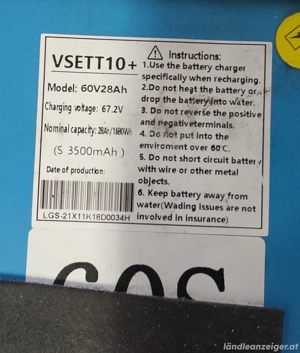 VSETT10+
Model: 60V28Ah
Charging voltage: 67.2V
Nominal capacity: 28Ah/1680Wh
(S 3500mAh )
Date of production:
LGS-21X11K18D0034H
Instructions:
1.Use the battery charger
specifically when recharging.
2.Do not heat the battery or
drop the battery into water.
3. Do not reverse the positive
and negativeterminals.
4. Do not put into the
enviroment over 60℃.
5. Do not short circuit battery
with wire or other metal
objects.
6. Keep battery away from
water(Wading issues are not
involved in insurance)
ländleanzeiger.at